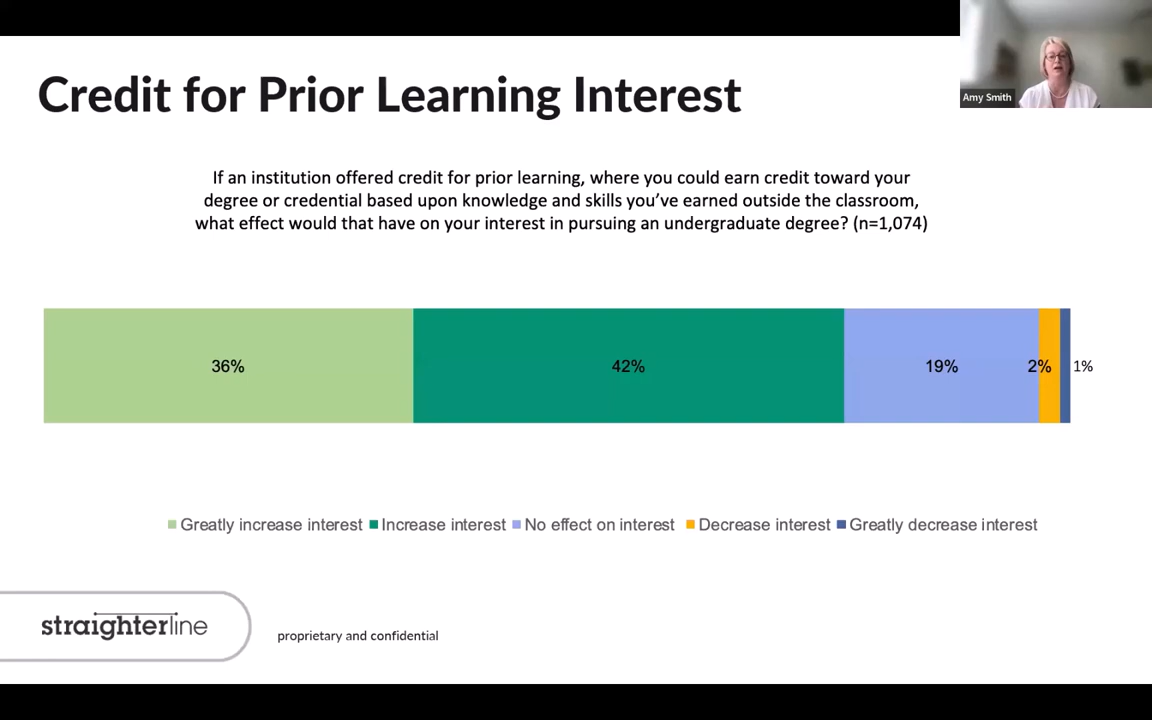 Credit for Prior Learning Interest
Amy Smith
If an institution offered credit for prior learning, where you could earn credit toward your
degree or credential based upon knowledge and skills you’ve earned outside the classroom,
what effect would that have on your interest in pursuing an undergraduate degree? (n=1,074)
36% 42% 19% 2% 1%
Greatly increase interest Increase interest No effect on interest Decrease interest Greatly decrease interest
straighterline
proprietary and confidential